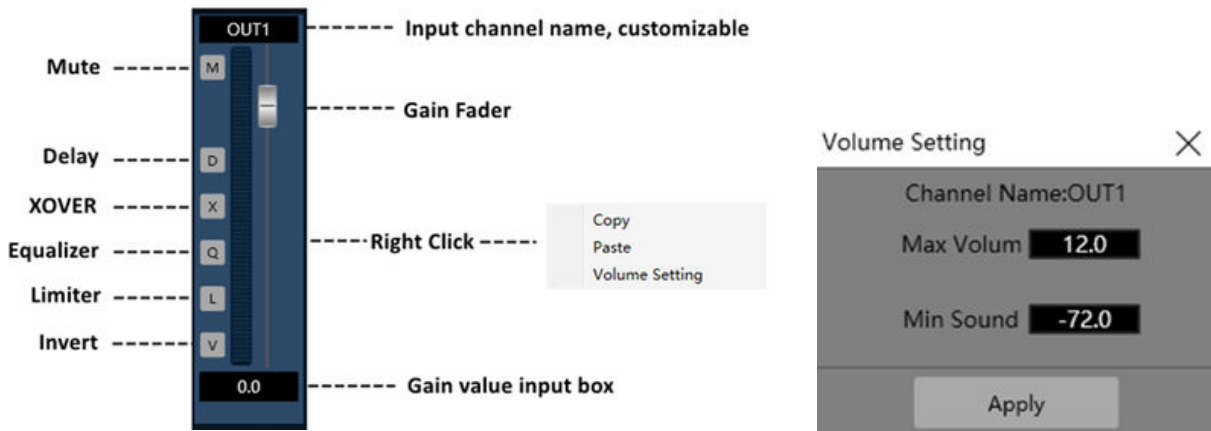 OUT1
Input channel name, customizable
Mute
M
Gain Fader
Delay
D
XOVER
X
Right Click
Equalizer
Q
Limiter
L
Invert
V
0.0
Gain value input box
Copy
Paste
Volume Setting
Volume Setting
Channel Name:OUT1
Max Volum 12.0
Min Sound -72.0
Apply